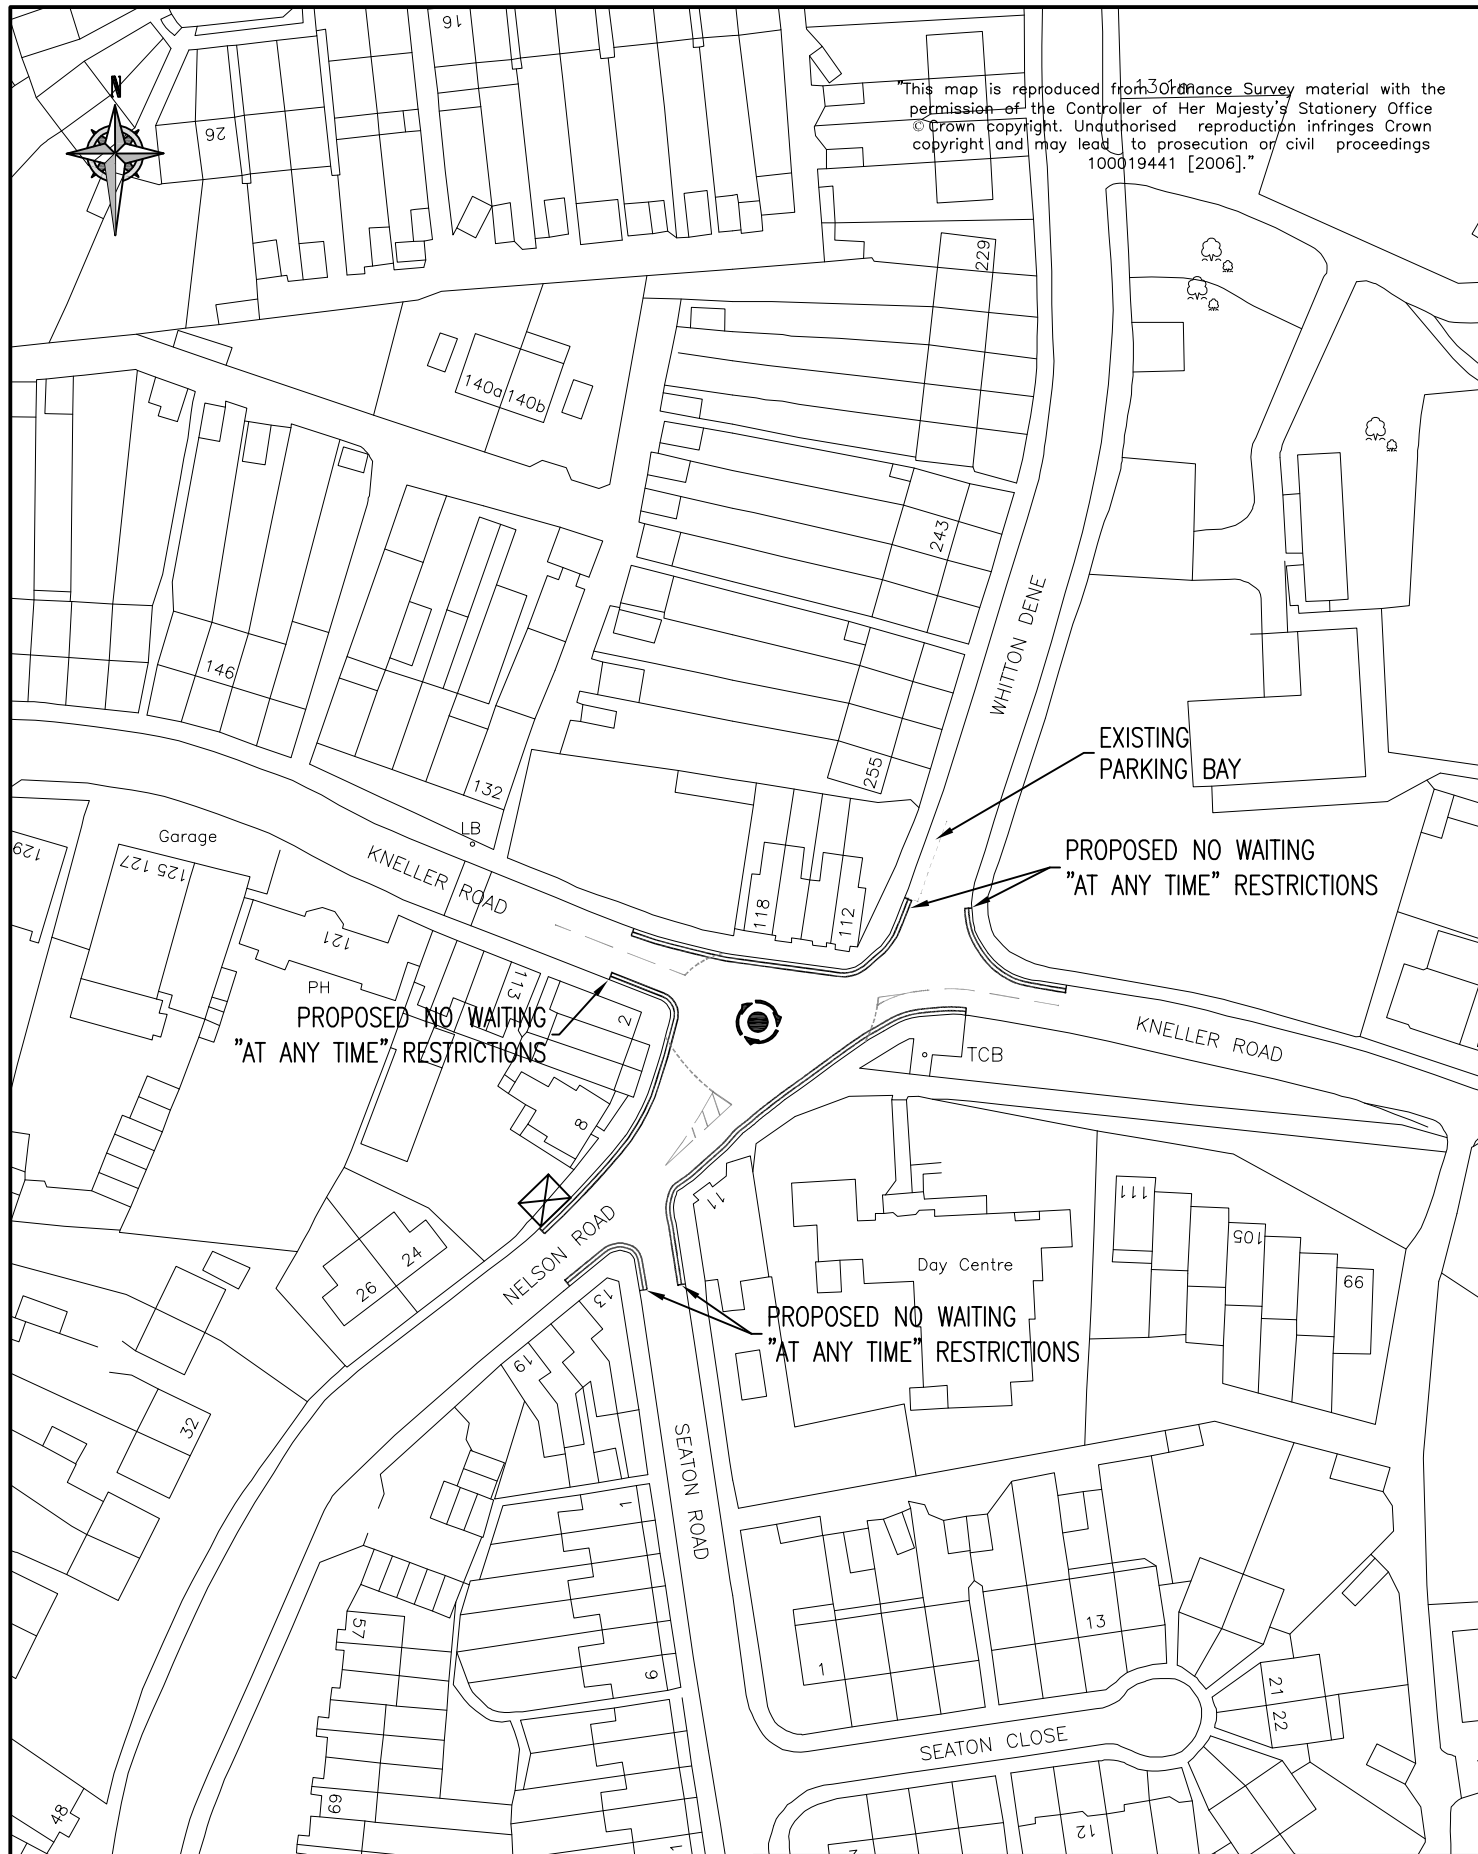 16
N
"This map is reproduced from Ordnance Survey material with the
permission of the Controller of Her Majesty's Stationery Office
© Crown copyright. Unauthorised reproduction infringes Crown
copyright and may lead to prosecution or civil proceedings
100019441 [2006]."
26
229
140a 140b
243
WHITTON DENE
146
EXISTING
PARKING BAY
255
132
LB
Garage
129
125 127
KNELLER ROAD
PROPOSED NO WAITING
"AT ANY TIME" RESTRICTIONS
118
112
121
PH
113
PROPOSED NO WAITING
"AT ANY TIME" RESTRICTIONS
2
KNELLER ROAD
TCB
8
11
111
105
99
Day Centre
NELSON ROAD
24
26
13
PROPOSED NO WAITING
"AT ANY TIME" RESTRICTIONS
19
32
SEATON ROAD
1
57
9
1
13
21
22
SEATON CLOSE
69
48
12